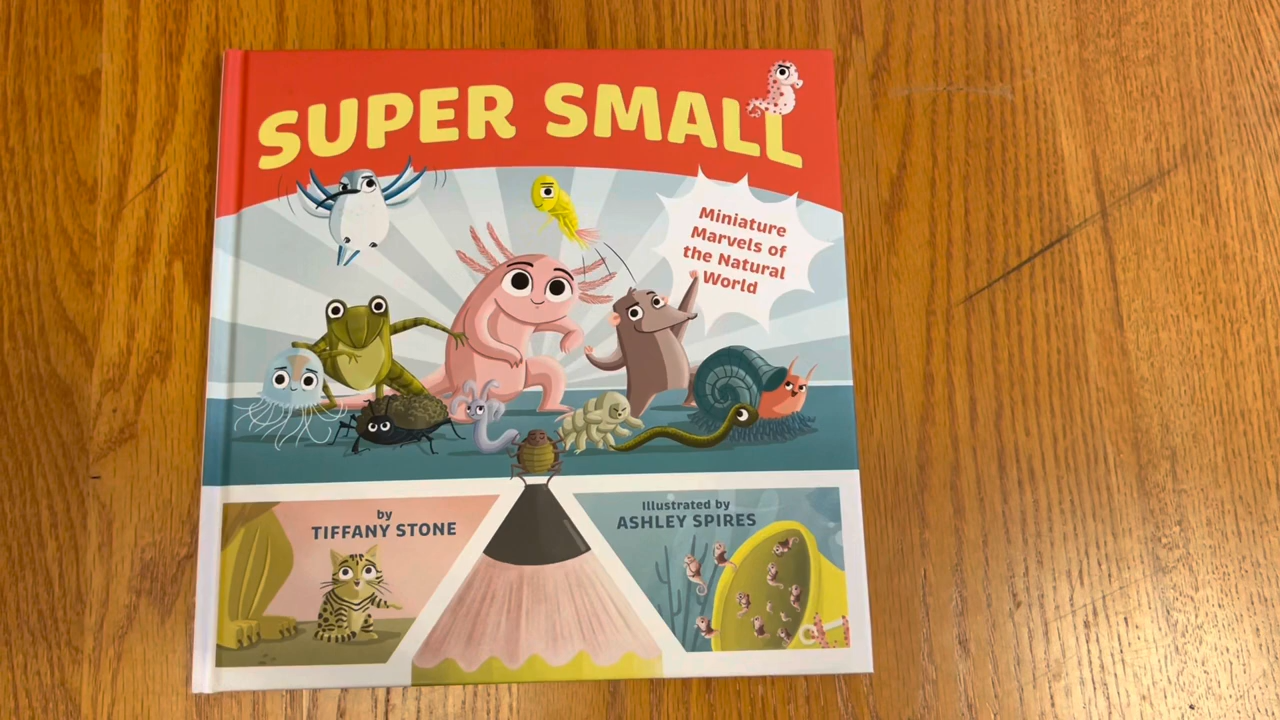 SUPER SMALL
Miniature
Marvels of
the Natural
World
by
TIFFANY STONE
Illustrated by
ASHLEY SPIRES